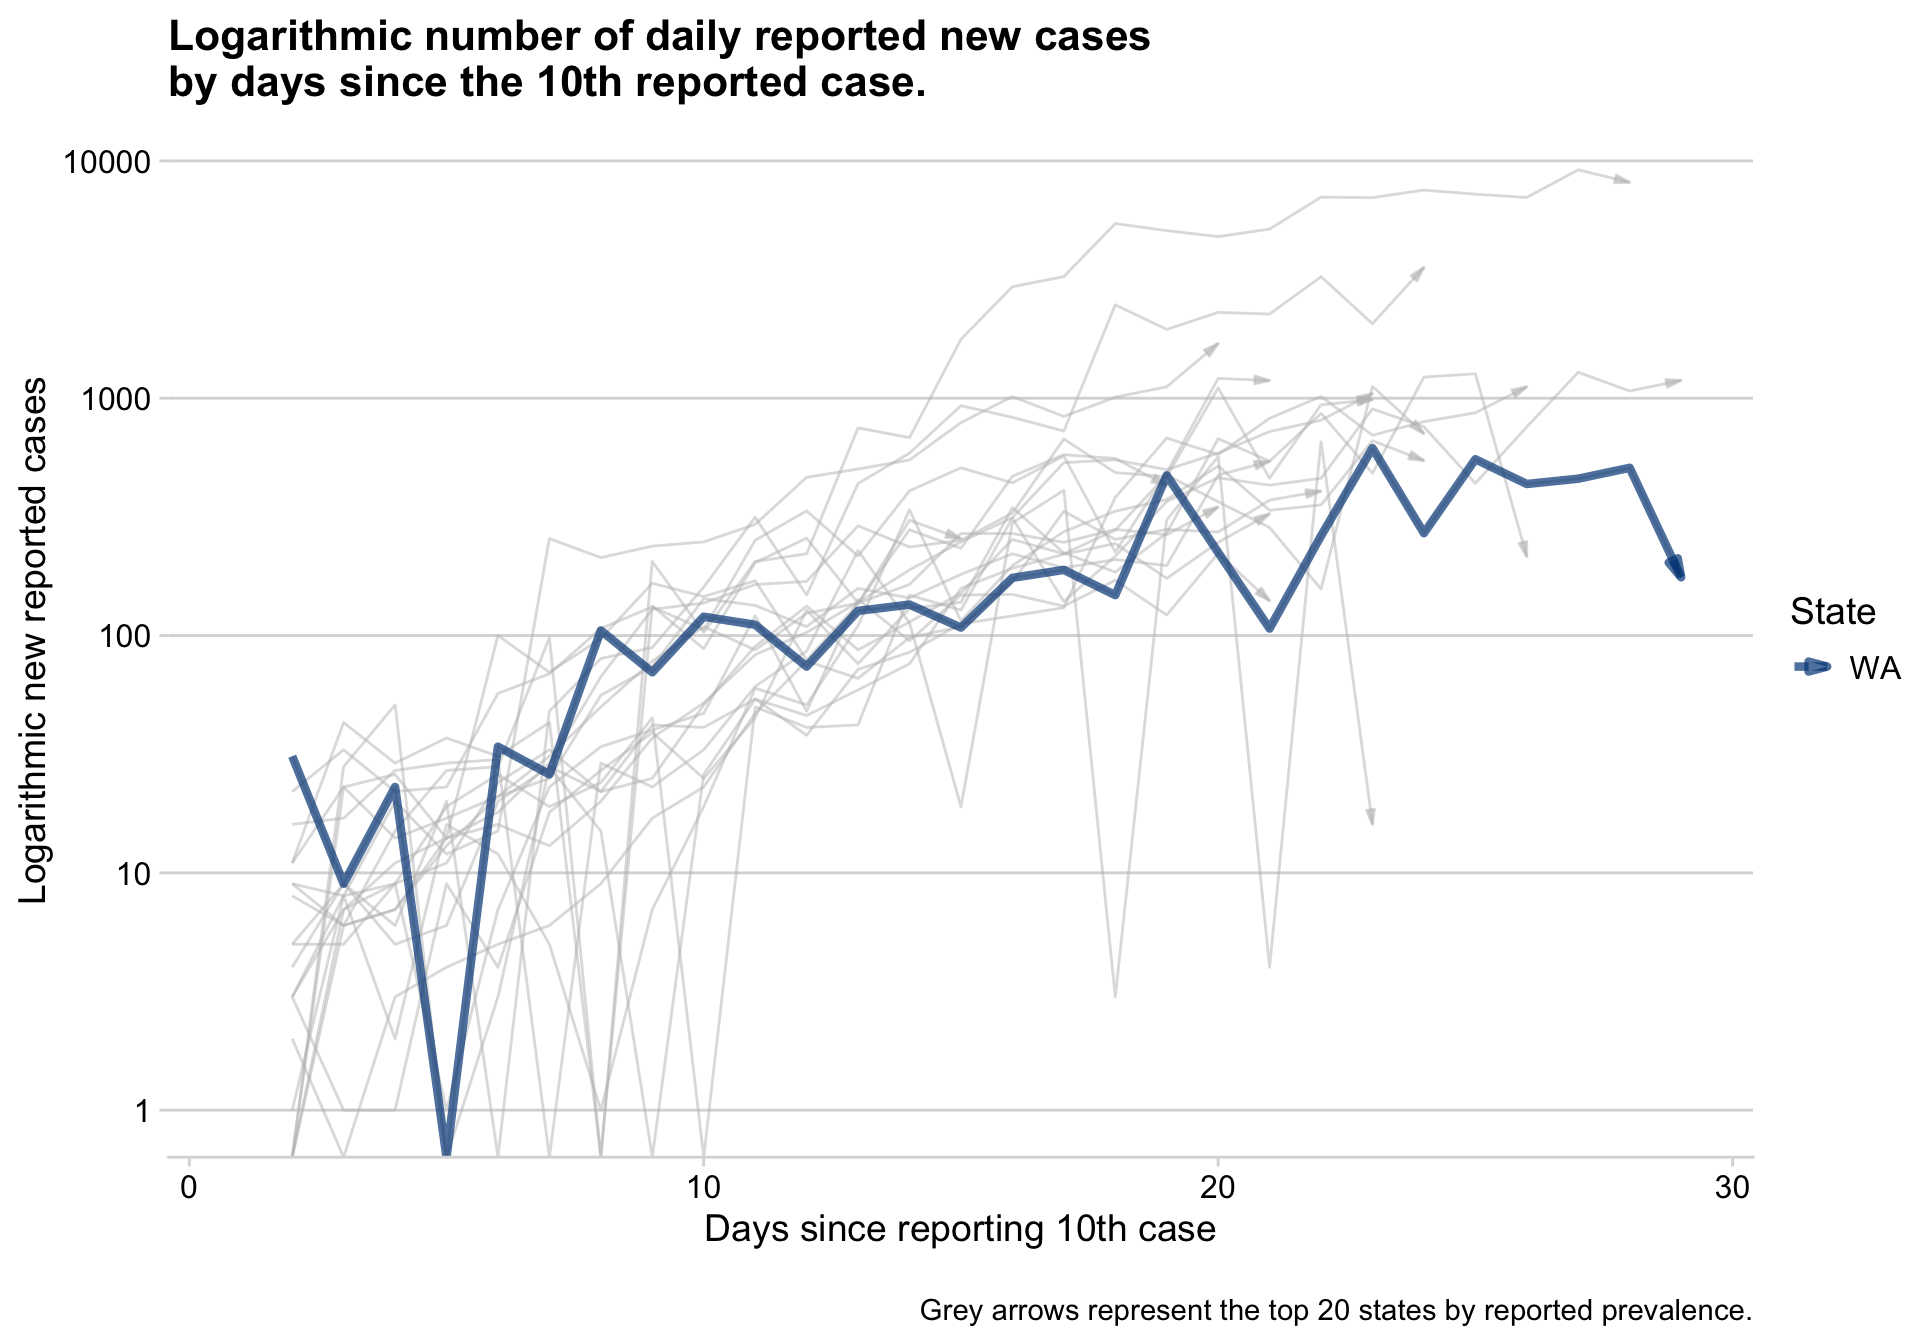 Logarithmic number of daily reported new cases
by days since the 10th reported case.
Logarithmic new reported cases
10000
1000
100
10
1
0
10
20
30
Days since reporting 10th case
State
WA
Grey arrows represent the top 20 states by reported prevalence.